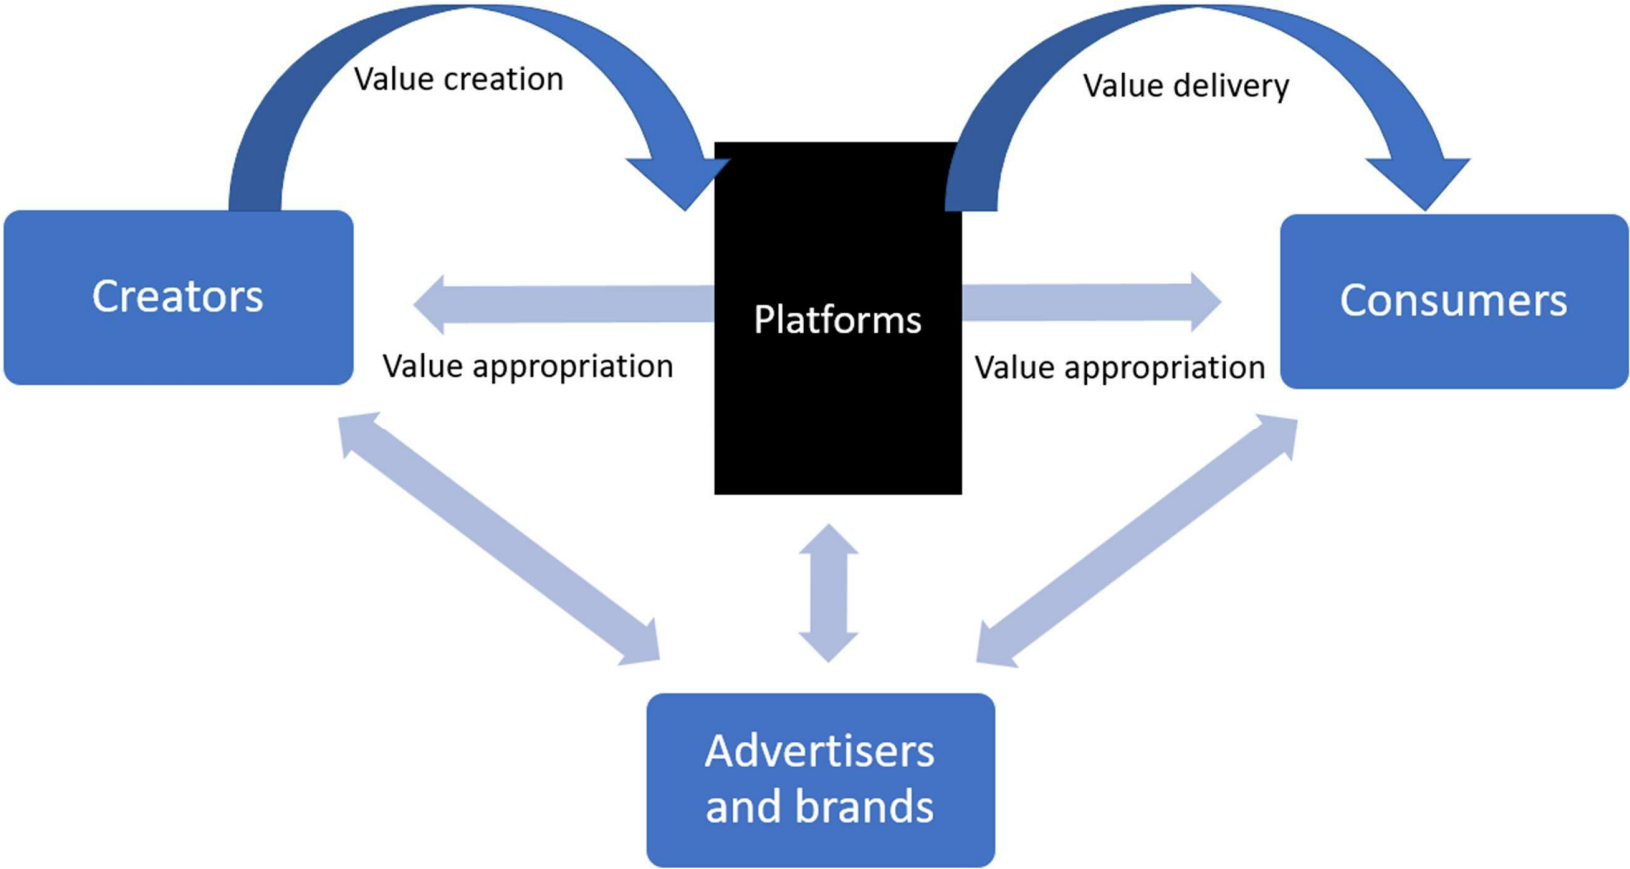 Value creation
Value delivery
Creators
Platforms
Consumers
Value appropriation
Value appropriation
Advertisers
and brands